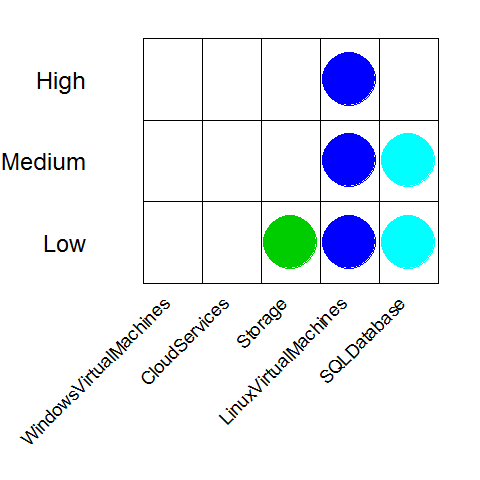 High
Medium
Low
WindowsVirtualMachines
CloudServices
Storage
LinuxVirtualMachines
SQLDatabase